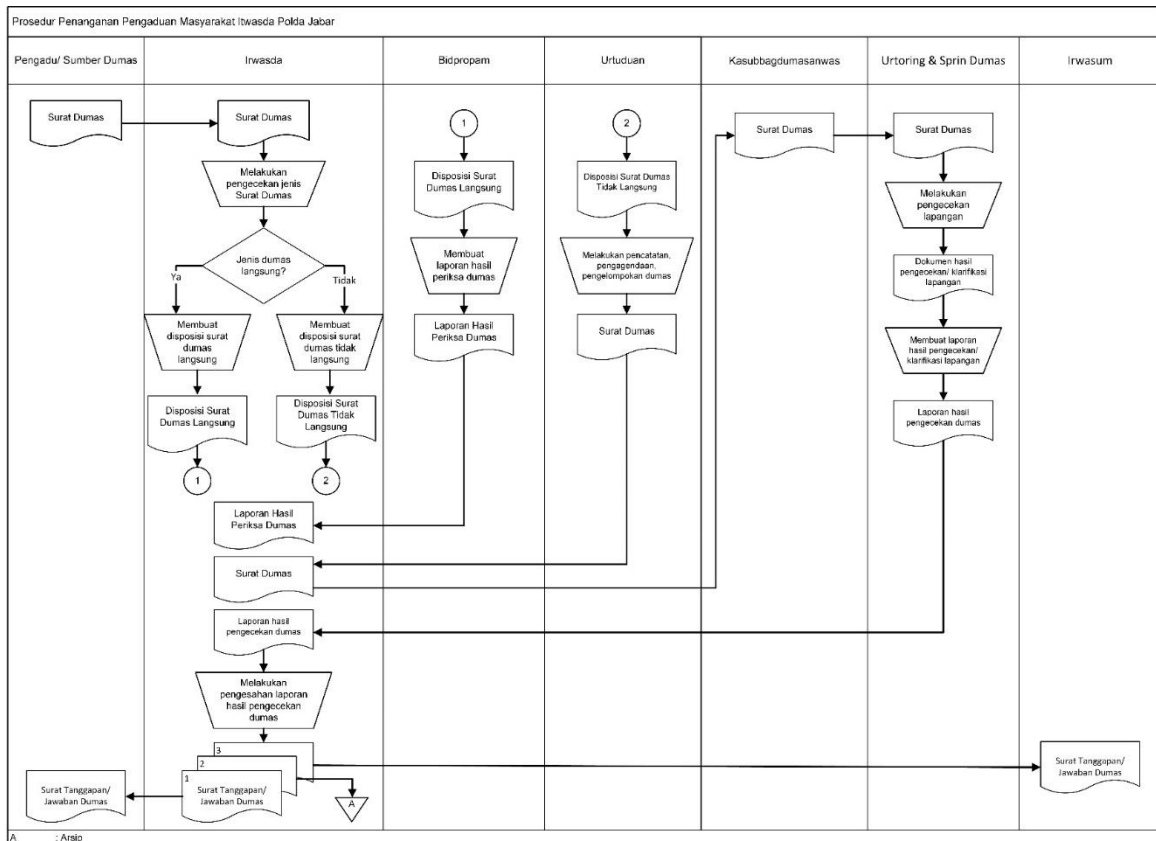 Prosedur Penanganan Pengaduan Masyarakat Itwasda Polda Jabar
Pengadu/ Sumber Dumas
Irwasda
Bidpropam
Urtuduan
Kasubbagdumasanwas
Urtoring & Sprin Dumas
Irwasum
Surat Dumas
Surat Dumas
Melakukan
pengecekan jenis
Surat Dumas
Jenis dumas
langsung?
Ya
Tidak
Membuat
disposisi surat
dumas
langsung
Membuat
disposisi surat
dumas tidak
langsung
Disposisi Surat
Dumas Langsung
Disposisi Surat
Dumas Tidak
Langsung
1
2
1
Disposisi Surat
Dumas Langsung
Membuat
laporan hasil
periksa dumas
Laporan Hasil
Periksa Dumas
2
Disposisi Surat Dumas
Tidak Langsung
Melakukan pencatatan,
pengagendaan,
pengelompokan dumas
Surat Dumas
Surat Dumas
Surat Dumas
Melakukan
pengecekan
lapangan
Dokumen hasil
pengecekan/ klarifikasi
lapangan
Membuat laporan
hasil pengecekan/
klarifikasi lapangan
Laporan hasil
pengecekan dumas
Laporan Hasil
Periksa Dumas
Surat Dumas
Laporan hasil
pengecekan dumas
Melakukan
pengesahan laporan
hasil pengecekan
dumas
3
2
1
Surat Tanggapan/
Jawaban Dumas
Surat Tanggapan/
Jawaban Dumas
A
Surat Tanggapan/
Jawaban Dumas
A : Arsip